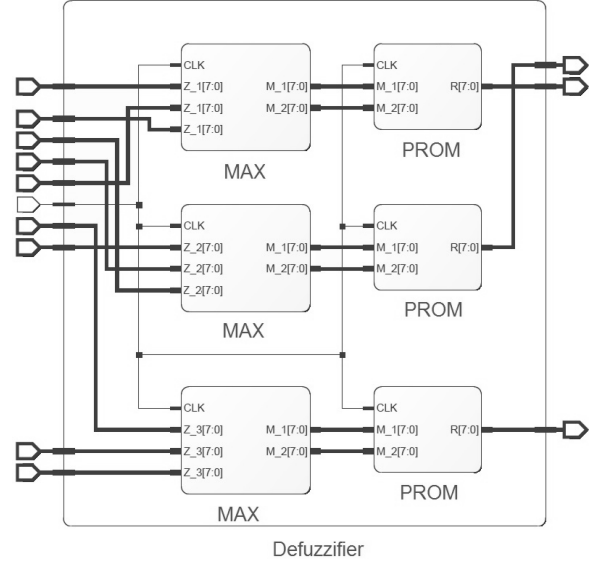 CLK
Z_1[7:0] M_1[7:0]
Z_1[7:0] M_2[7:0]
Z_1[7:0]
MAX
CLK
M_1[7:0] R[7:0]
M_2[7:0]
PROM
CLK
Z_2[7:0] M_1[7:0]
Z_2[7:0] M_2[7:0]
Z_2[7:0]
MAX
CLK
M_1[7:0] R[7:0]
M_2[7:0]
PROM
CLK
Z_3[7:0] M_1[7:0]
Z_3[7:0] M_2[7:0]
Z_3[7:0]
MAX
CLK
M_1[7:0] R[7:0]
M_2[7:0]
PROM
Defuzzifier